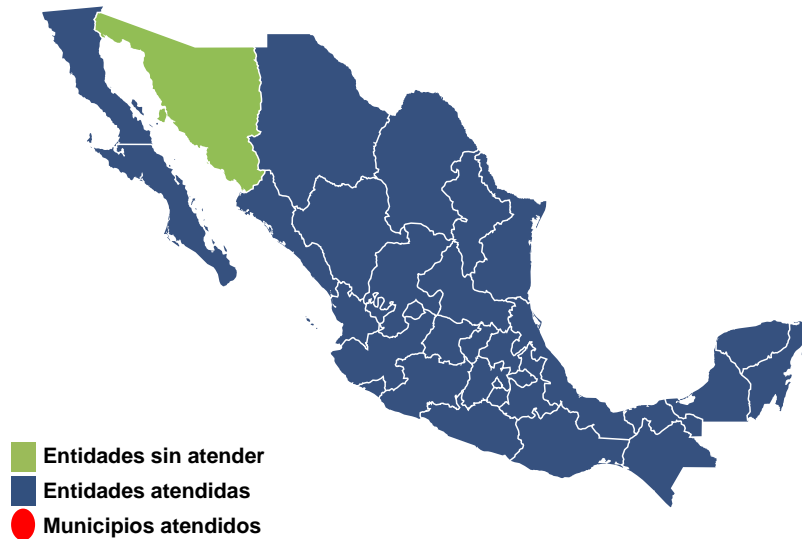 Entidades sin atender
Entidades atendidas
Municipios atendidos